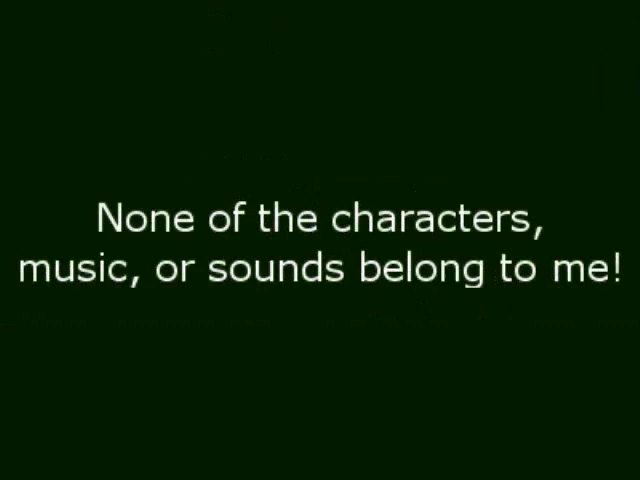 None of the characters,
music, or sounds belong to me!